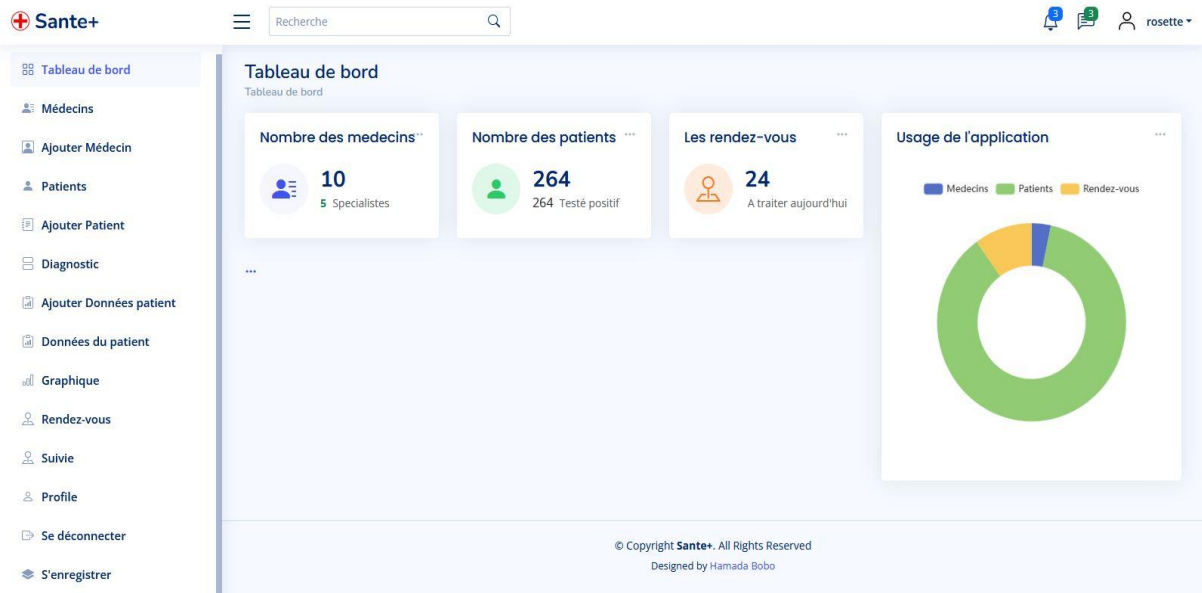 Sante+
Recherche
3
3
rosette
Tableau de bord
Médecins
Ajouter Médecin
Patients
Ajouter Patient
Diagnostic
Ajouter Données patient
Données du patient
Graphique
Rendez-vous
Suivie
Profile
Se déconnecter
S'enregistrer
Tableau de bord
Tableau de bord
Nombre des medecins
10
5 Specialistes
Nombre des patients
264
264 Testé positif
Les rendez-vous
24
A traiter aujourd'hui
Usage de l'application
Medecins Patients Rendez-vous
© Copyright Sante+. All Rights Reserved
Designed by Hamada Bobo